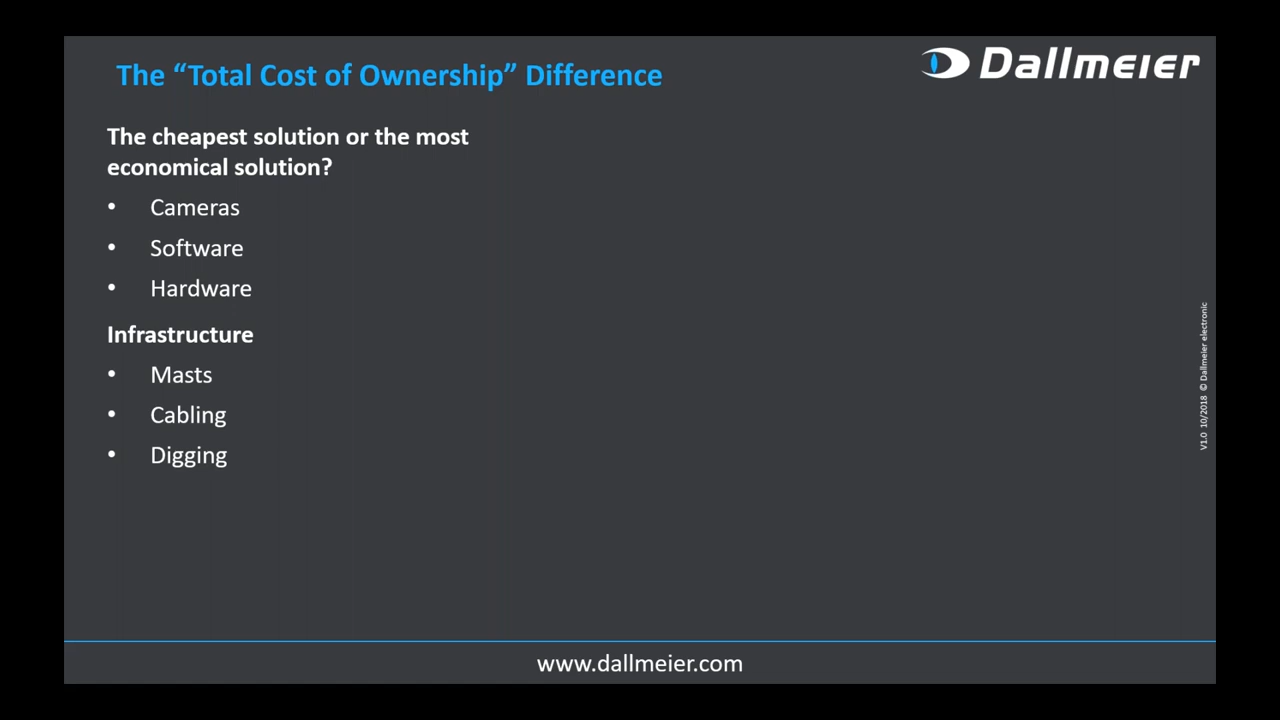 The “Total Cost of Ownership” Difference
Dallmeier
The cheapest solution or the most
economical solution?
• Cameras
• Software
• Hardware
Infrastructure
• Masts
• Cabling
• Digging
V1.0 10/2018 © Dallmeier electronic
www.dallmeier.com